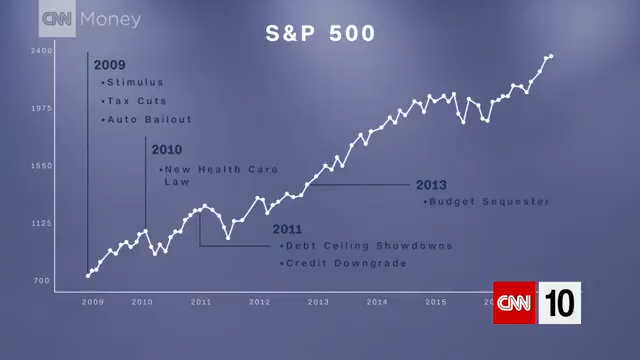 CNN Money
S&P 500
2400
1975
1550
1125
700
2009
•Stimulus
•Tax Cuts
•Auto Bailout
2010
•New Health Care
Law
2011
•Debt Ceiling Showdowns
•Credit Downgrade
2013
•Budget Sequester
2009 2010 2011 2012 2013 2014 2015
CNN 10